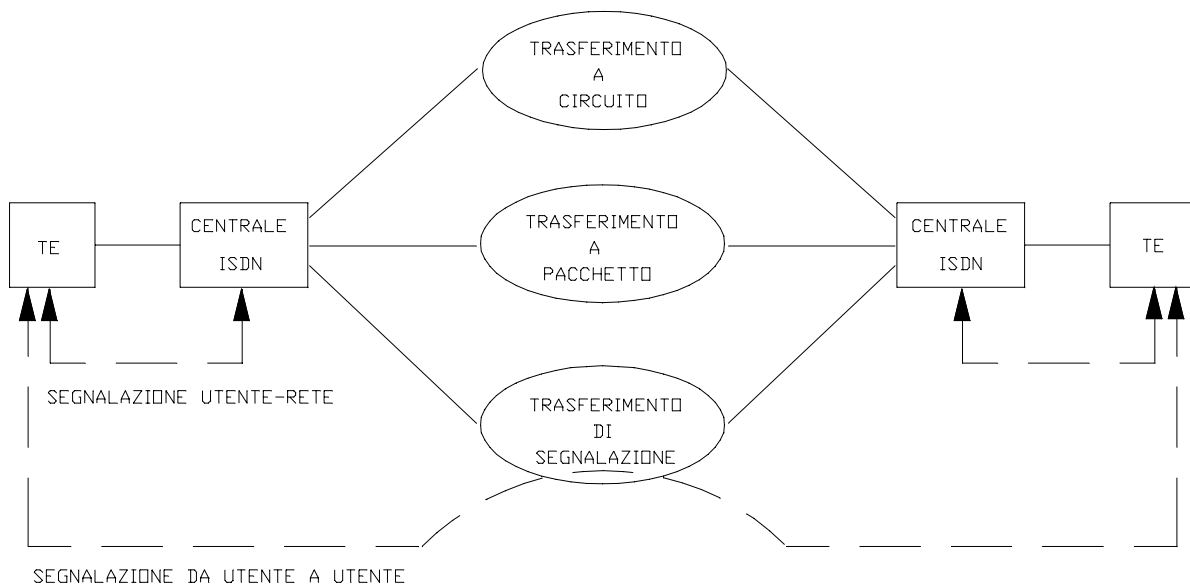 TRASFERIMENTO
A
CIRCUITO
TE
CENTRALE
ISDN
TRASFERIMENTO
A
PACCHETTO
CENTRALE
ISDN
TE
SEGNALAZIONE UTENTE-RETE
TRASFERIMENTO
DI
SEGNALAZIONE
SEGNALAZIONE DA UTENTE A UTENTE